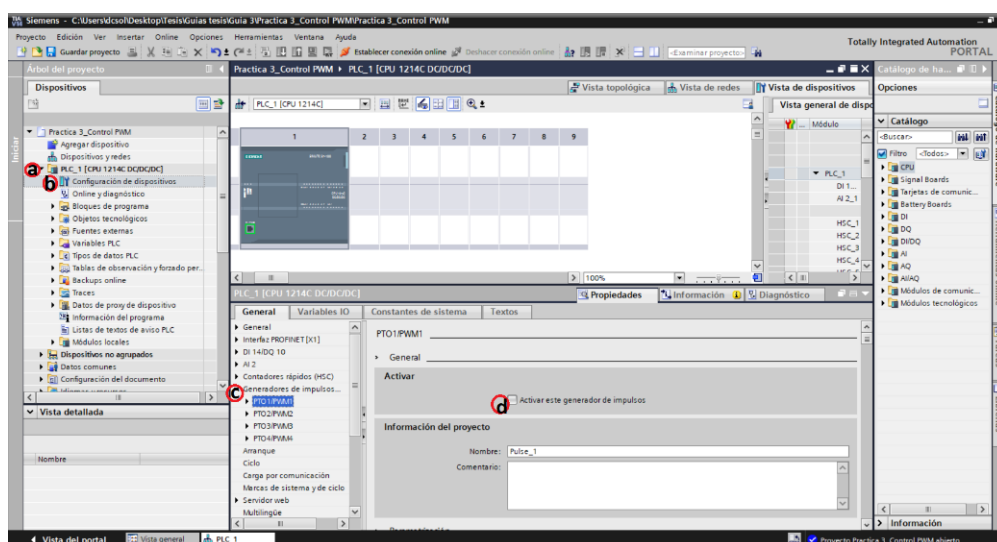 Siemens - C:\Users\dcsol\Desktop\Tesis\Guias tesis\Guia 3\Practica 3_Control PWM\Practica 3_Control PWM
Proyecto Edición Ver Insertar Online Opciones Herramientas Ventana Ayuda
Guardar proyecto Establecer conexión online Deshacer conexión online <Examinar proyecto>
Totally Integrated Automation
PORTAL
Árbol del proyecto
Practica 3_Control PWM PLC_1 [CPU 1214C DC/DC/DC]
Catálogo de ha...
Dispositivos
Vista topológica Vista de redes Vista de dispositivos
Opciones
PLC_1 [CPU 1214C]
Vista general de dispo
Iniciar
Practica 3_Control PWM
Agregar dispositivo
Dispositivos y redes
a PLC_1 [CPU 1214C DC/DC/DC]
b Configuración de dispositivos
Online y diagnóstico
Bloques de programa
Objetos tecnológicos
Fuentes externas
Variables PLC
Tipos de datos PLC
Tablas de observación y forzado per...
Backups online
Traces
Datos de proxy de dispositivo
Información del programa
Listas de textos de aviso PLC
Módulos locales
Dispositivos no agrupados
Datos comunes
Configuración del documento
Vista detallada
Nombre
1 2 3 4 5 6 7 8 9
SIEMENS
100%
... Módulo
PLC_1
DI 1...
AI 2_1
HSC_1
HSC_2
HSC_3
HSC_4
Catálogo
<Buscar>
Filtro <Todos>
CPU
Signal Boards
Tarjetas de comunic...
Battery Boards
DI
DQ
DI/DQ
AI
AQ
AI/AQ
Módulos de comunic...
Módulos tecnológicos
Información
PLC_1 [CPU 1214C DC/DC/DC]
Propiedades Información Diagnóstico
General Variables IO Constantes de sistema Textos
General
Interfaz PROFINET [X1]
DI 14/DQ 10
AI 2
Contadores rápidos (HSC)
c Generadores de impulsos...
PTO1/PWM1
PTO2/PWM2
PTO3/PWM3
PTO4/PWM4
Arranque
Ciclo
Carga por comunicación
Marcas de sistema y de ciclo
Servidor web
Multilingüe
PTO1/PWM1
General
Activar
d Activar este generador de impulsos
Información del proyecto
Nombre: Pulse_1
Comentario:
Vista del portal Vista general PLC_1
Proyecto Practica 3_Control PWM abierto